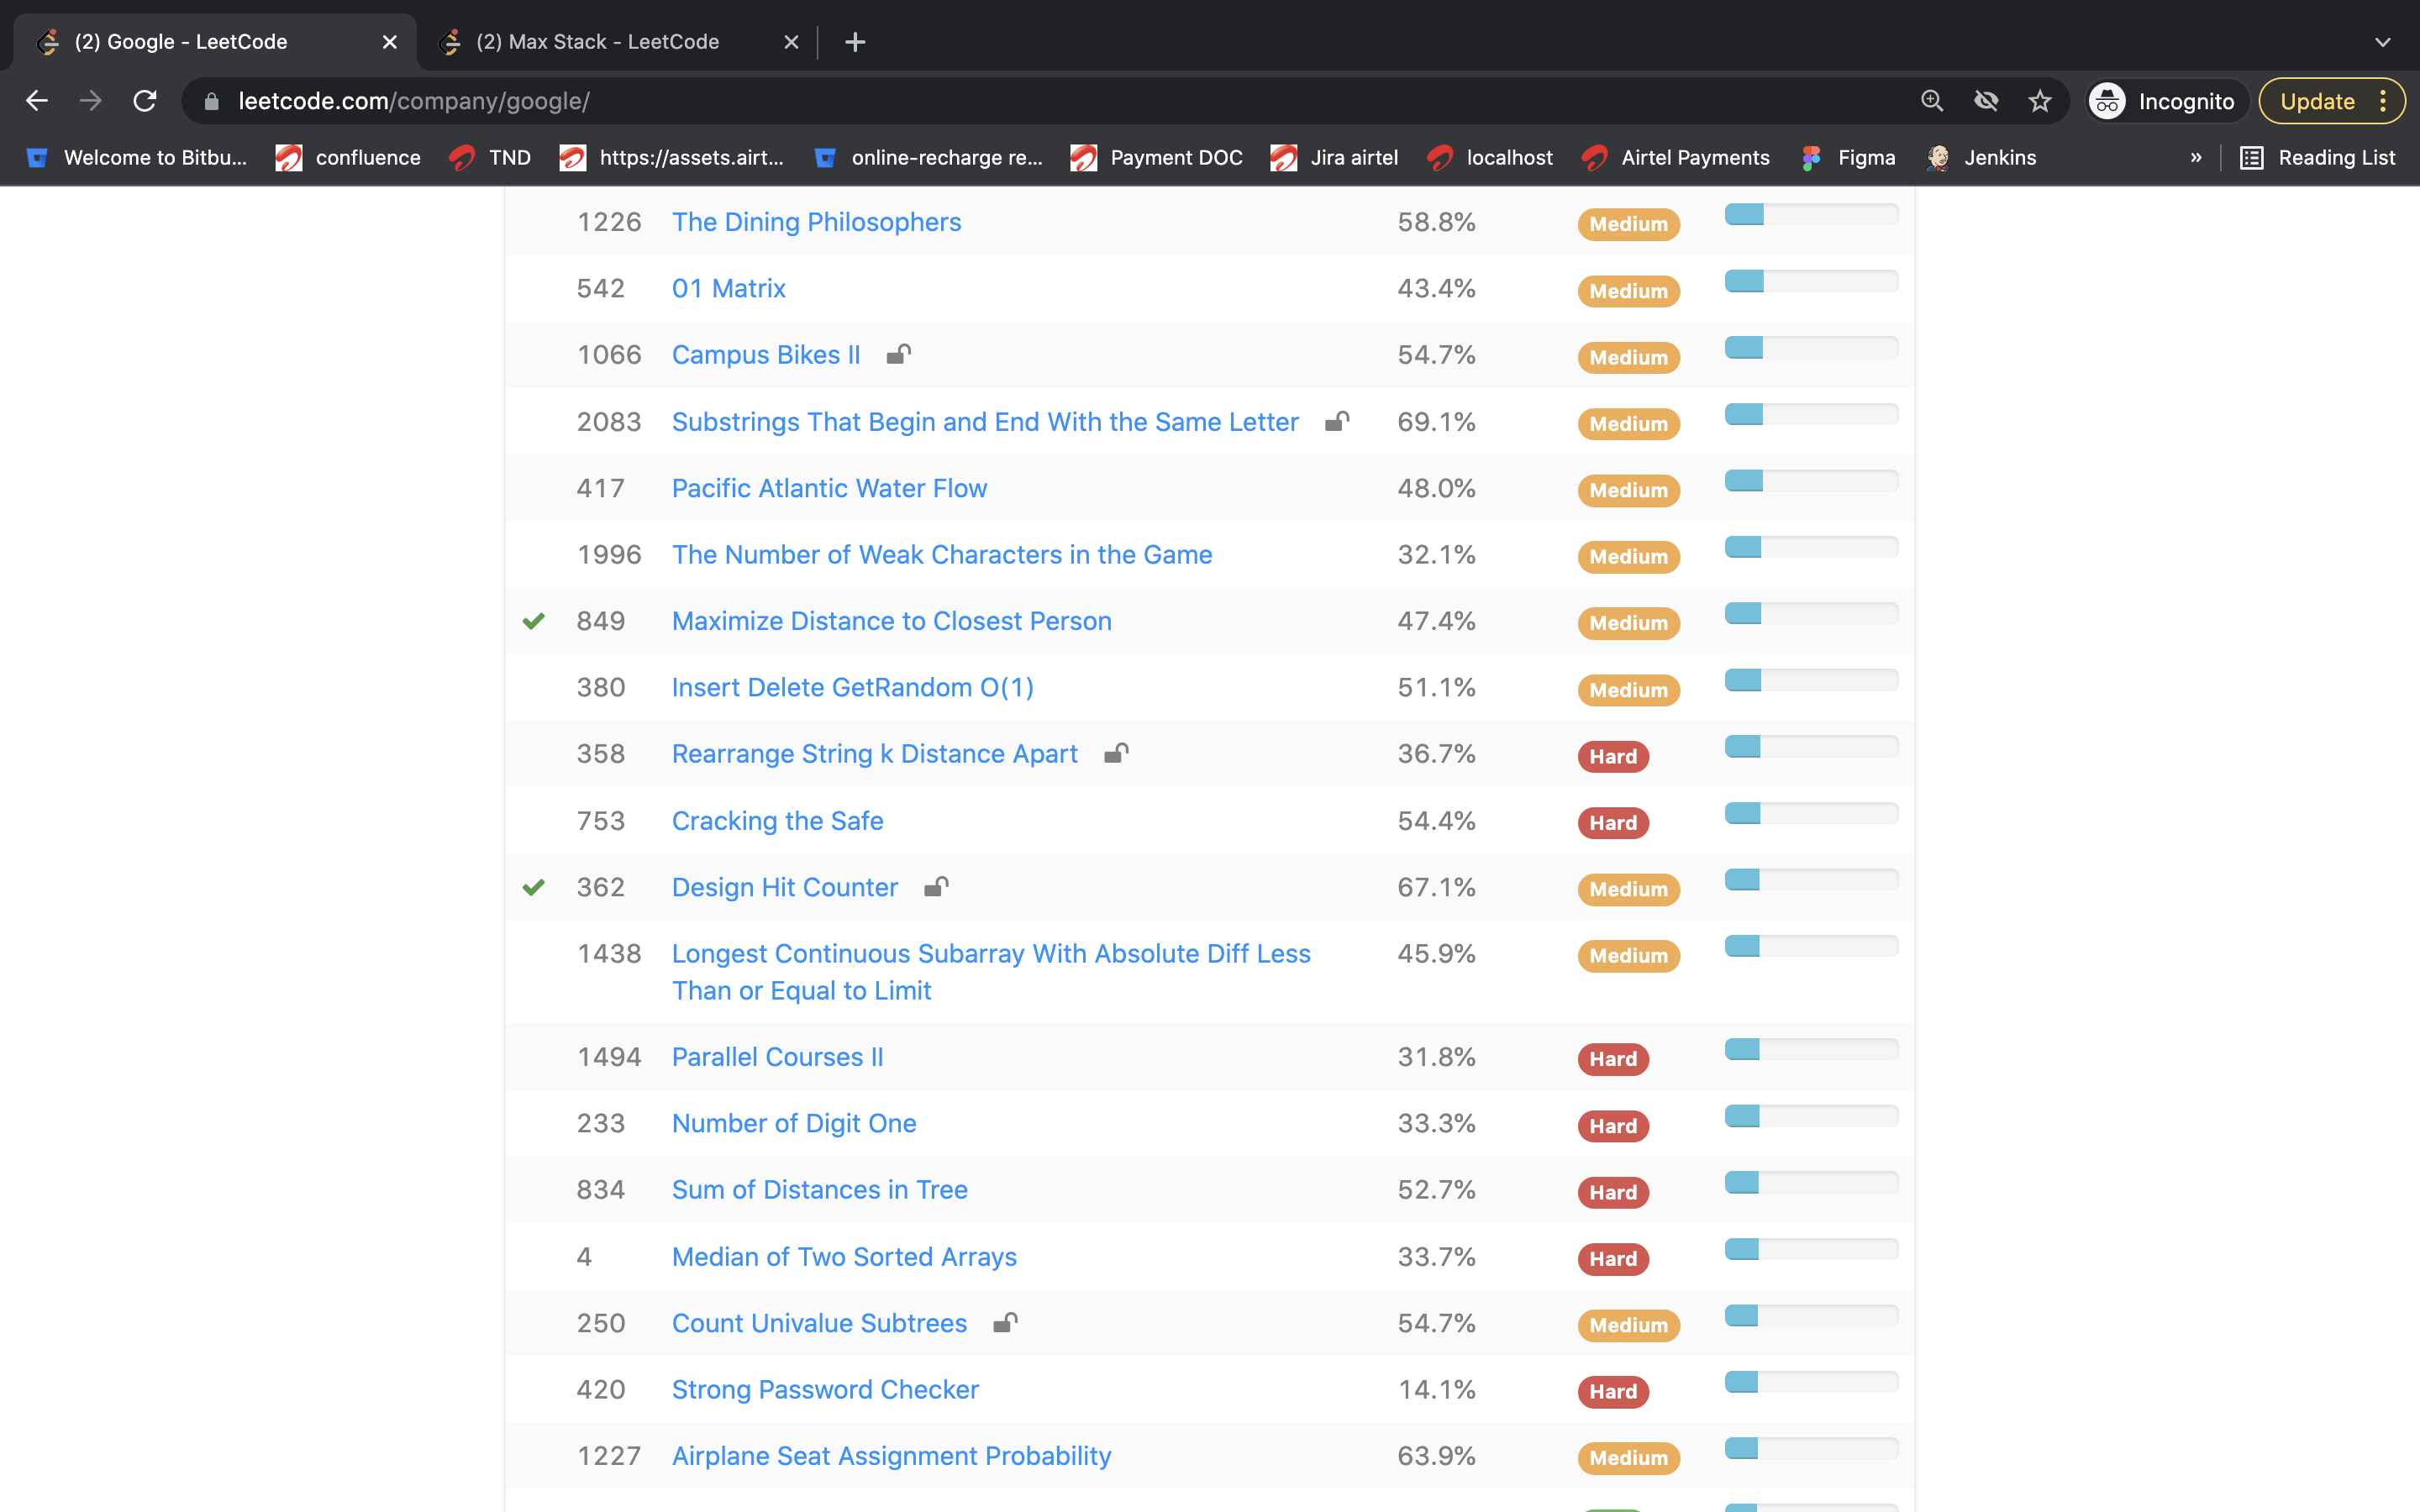 (2) Google - LeetCode
(2) Max Stack - LeetCode
leetcode.com/company/google/
Incognito
Update
Welcome to Bitbu...
confluence
TND
https://assets.airt...
online-recharge re...
Payment DOC
Jira airtel
localhost
Airtel Payments
Figma
Jenkins
»
Reading List
1226 The Dining Philosophers 58.8% Medium
542 01 Matrix 43.4% Medium
1066 Campus Bikes II 54.7% Medium
2083 Substrings That Begin and End With the Same Letter 69.1% Medium
417 Pacific Atlantic Water Flow 48.0% Medium
1996 The Number of Weak Characters in the Game 32.1% Medium
849 Maximize Distance to Closest Person 47.4% Medium
380 Insert Delete GetRandom O(1) 51.1% Medium
358 Rearrange String k Distance Apart 36.7% Hard
753 Cracking the Safe 54.4% Hard
362 Design Hit Counter 67.1% Medium
1438 Longest Continuous Subarray With Absolute Diff Less 45.9% Medium
Than or Equal to Limit
1494 Parallel Courses II 31.8% Hard
233 Number of Digit One 33.3% Hard
834 Sum of Distances in Tree 52.7% Hard
4 Median of Two Sorted Arrays 33.7% Hard
250 Count Univalue Subtrees 54.7% Medium
420 Strong Password Checker 14.1% Hard
1227 Airplane Seat Assignment Probability 63.9% Medium